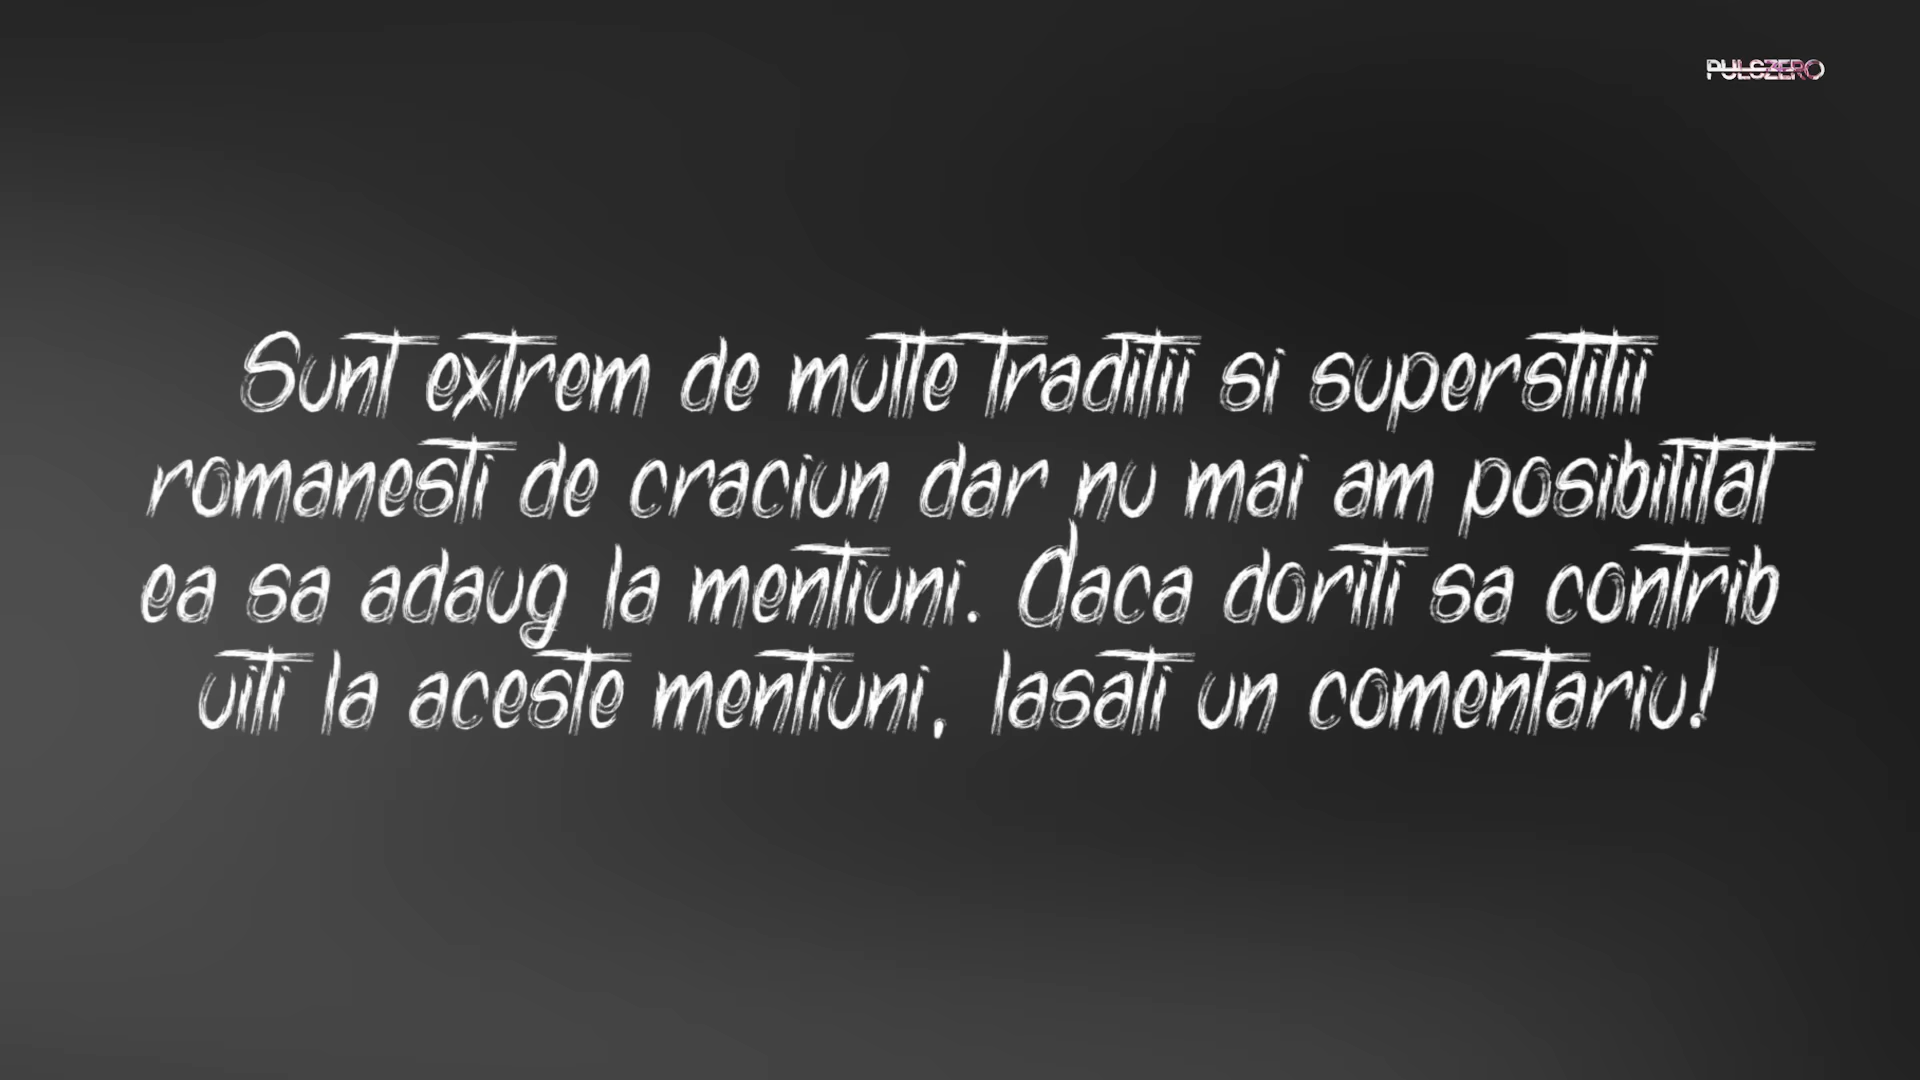 PULSZERO
Sunt extrem de multe traditii si superstitii
romanesti de craciun dar nu mai am posibilitat
ea sa adaug la mentiuni. Daca doriti sa contrib
uiti la aceste mentiuni, lasati un comentariu!